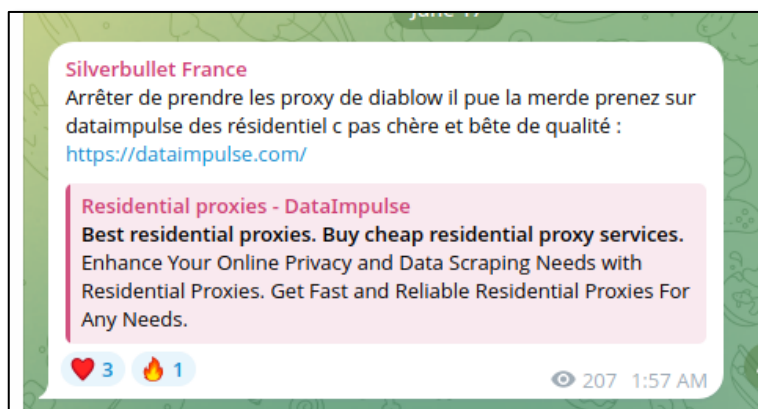 June 17
Silverbullet France
Arrêter de prendre les proxy de diablow il pue la merde prenez sur
dataimpulse des résidentiel c pas chère et bête de qualité :
https://dataimpulse.com/
Residential proxies - DataImpulse
Best residential proxies. Buy cheap residential proxy services.
Enhance Your Online Privacy and Data Scraping Needs with
Residential Proxies. Get Fast and Reliable Residential Proxies For
Any Needs.
3 1
207 1:57 AM